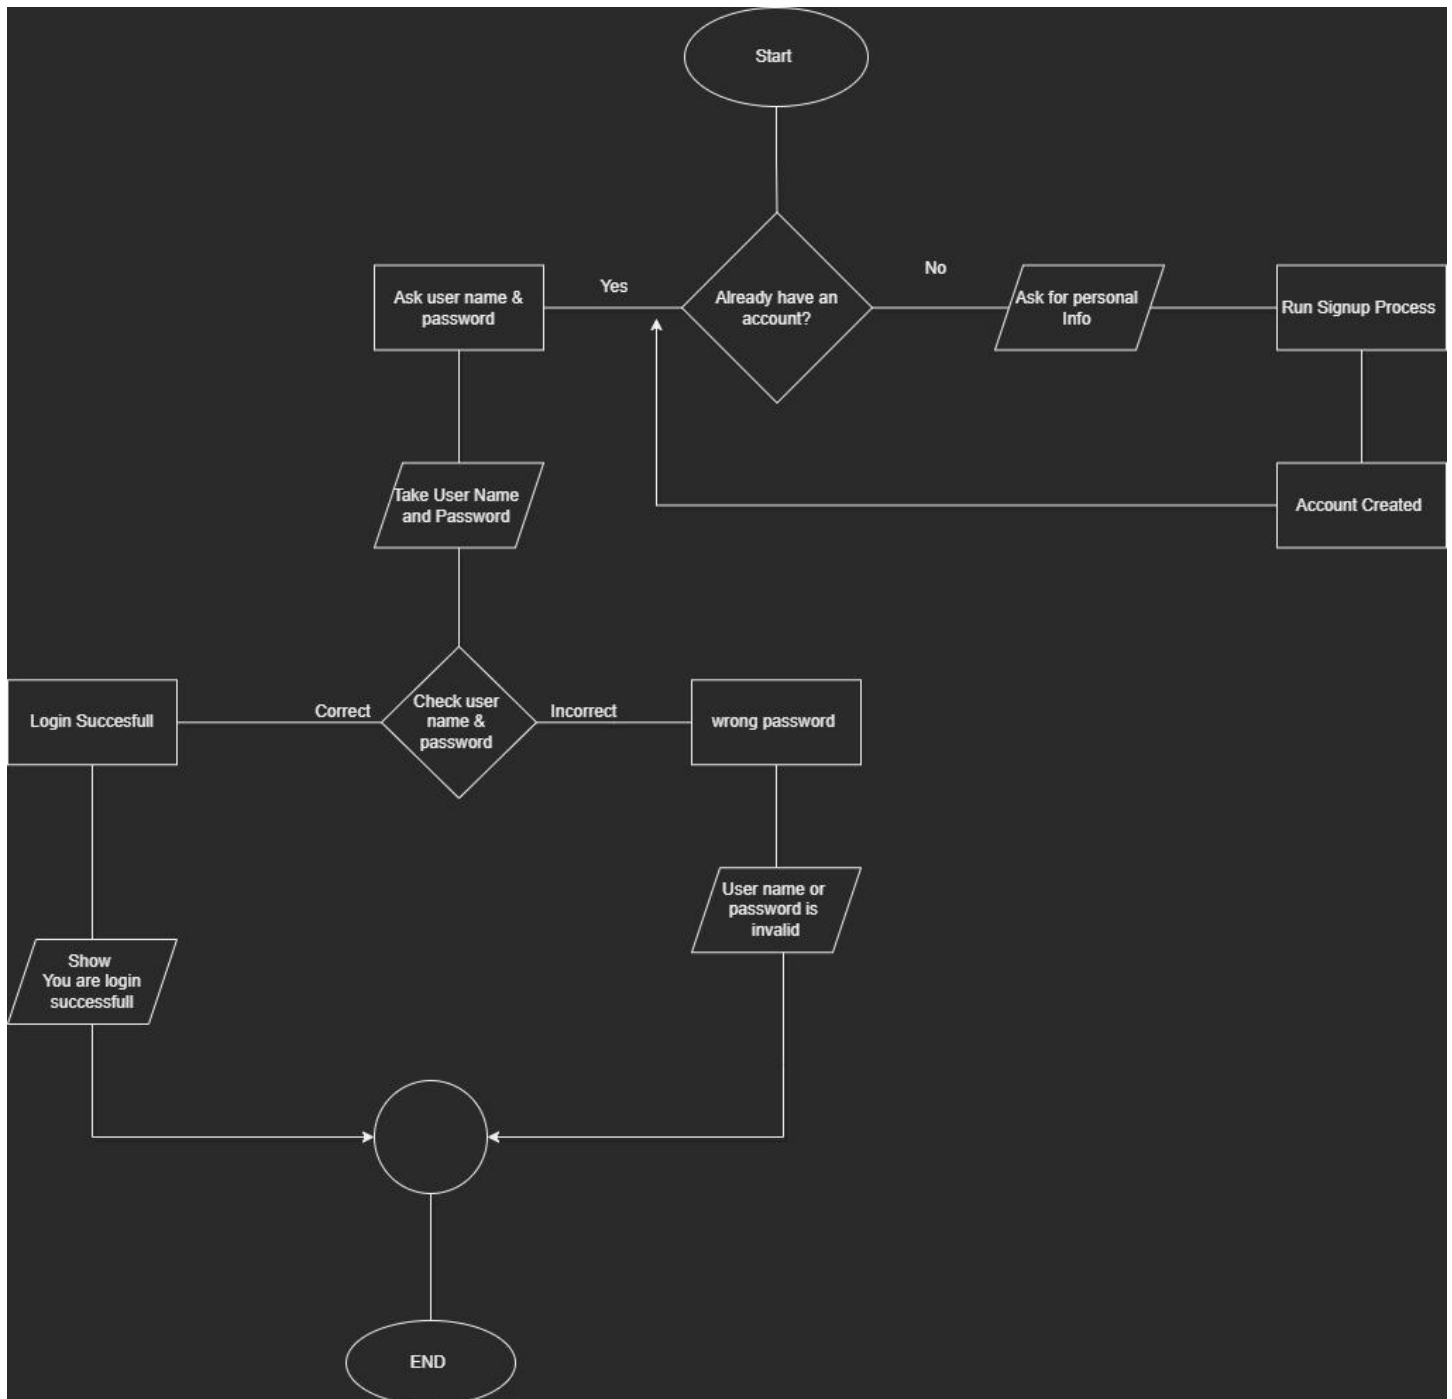 Start
Already have an
account?
Yes
No
Ask user name &
password
Ask for personal
Info
Run Signup Process
Take User Name
and Password
Account Created
Check user
name &
password
Correct
Incorrect
Login Succesfull
wrong password
User name or
password is
invalid
Show
You are login
successfull
END